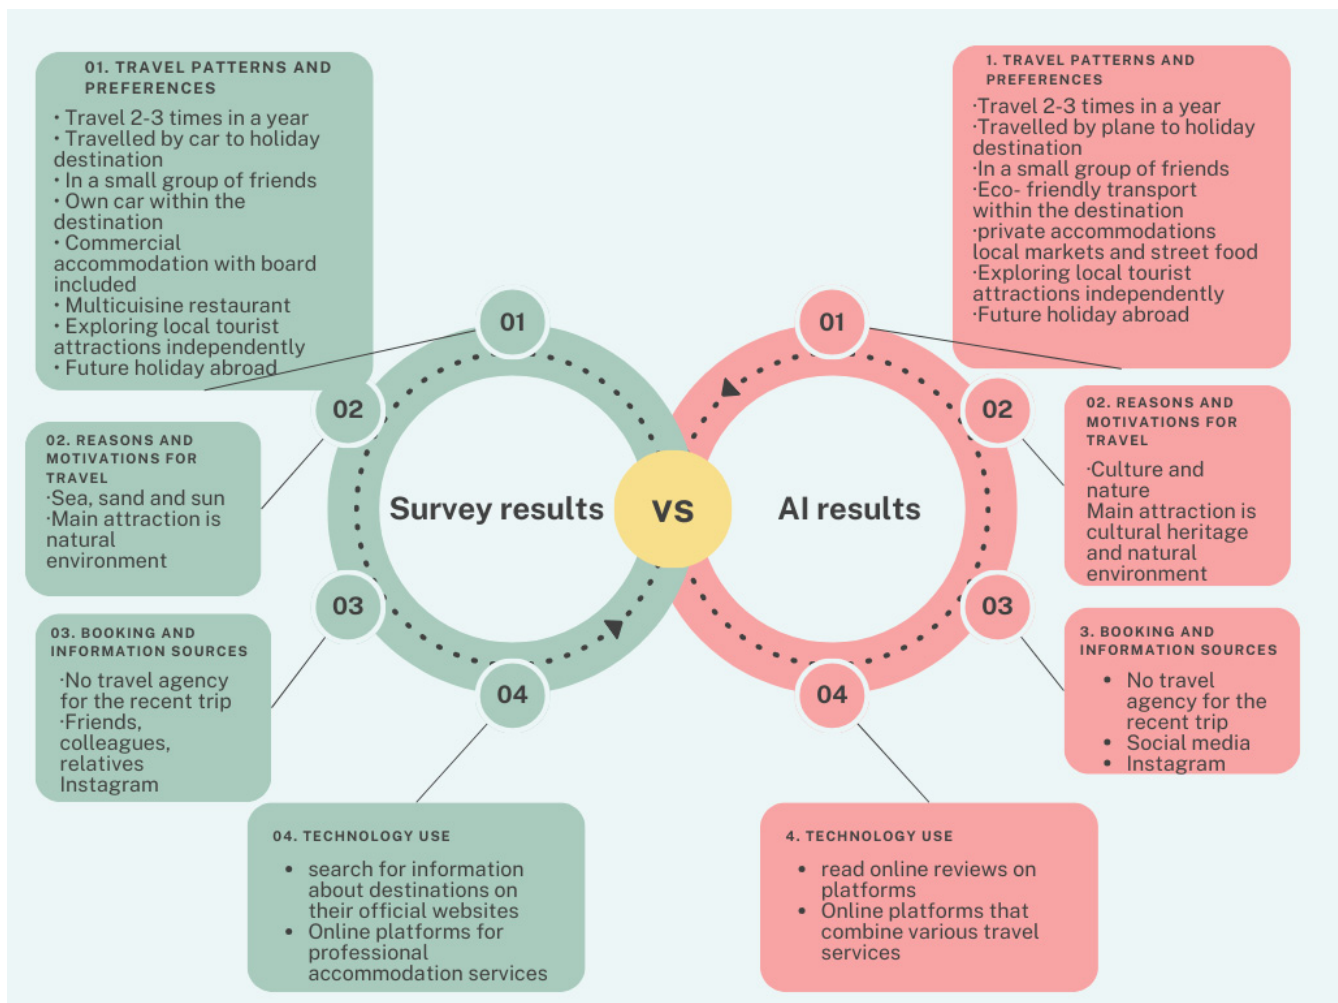 01. TRAVEL PATTERNS AND
PREFERENCES
• Travel 2-3 times in a year
• Travelled by car to holiday
destination
• In a small group of friends
• Own car within the
destination
• Commercial
accommodation with board
included
• Multicuisine restaurant
• Exploring local tourist
attractions independently
• Future holiday abroad
02. REASONS AND
MOTIVATIONS FOR
TRAVEL
·Sea, sand and sun
·Main attraction is
natural
environment
03. BOOKING AND
INFORMATION SOURCES
·No travel agency
for the recent trip
·Friends,
colleagues,
relatives
Instagram
04. TECHNOLOGY USE
• search for information
about destinations on
their official websites
• Online platforms for
professional
accommodation services
01
02
03
04
Survey results
vs
AI results
01
02
03
04
1. TRAVEL PATTERNS AND
PREFERENCES
·Travel 2-3 times in a year
·Travelled by plane to holiday
destination
·In a small group of friends
·Eco- friendly transport
within the destination
·private accommodations
local markets and street food
·Exploring local tourist
attractions independently
·Future holiday abroad
02. REASONS AND
MOTIVATIONS FOR
TRAVEL
·Culture and
nature
Main attraction is
cultural heritage
and natural
environment
3. BOOKING AND
INFORMATION SOURCES
• No travel
agency for the
recent trip
• Social media
• Instagram
4. TECHNOLOGY USE
• read online reviews on
platforms
• Online platforms that
combine various travel
services